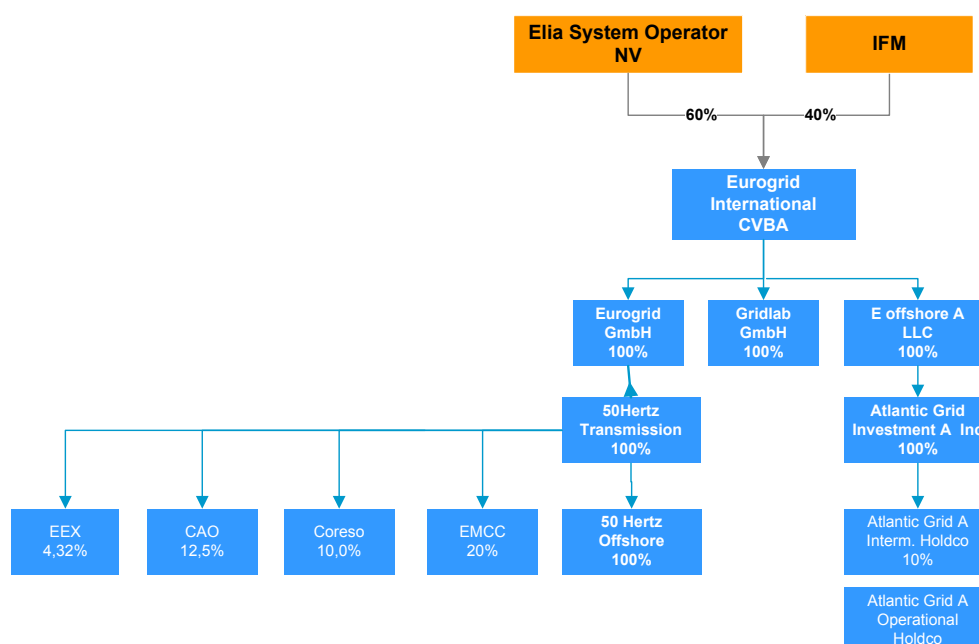 Elia System Operator
NV
IFM
60%
40%
Eurogrid
International
CVBA
Eurogrid
GmbH
100%
Gridlab
GmbH
100%
E offshore A
LLC
100%
50Hertz
Transmission
100%
Atlantic Grid
Investment A Inc
100%
EEX
4,32%
CAO
12,5%
Coreso
10,0%
EMCC
20%
50 Hertz
Offshore
100%
Atlantic Grid A
Interm. Holdco
10%
Atlantic Grid A
Operational
Holdco